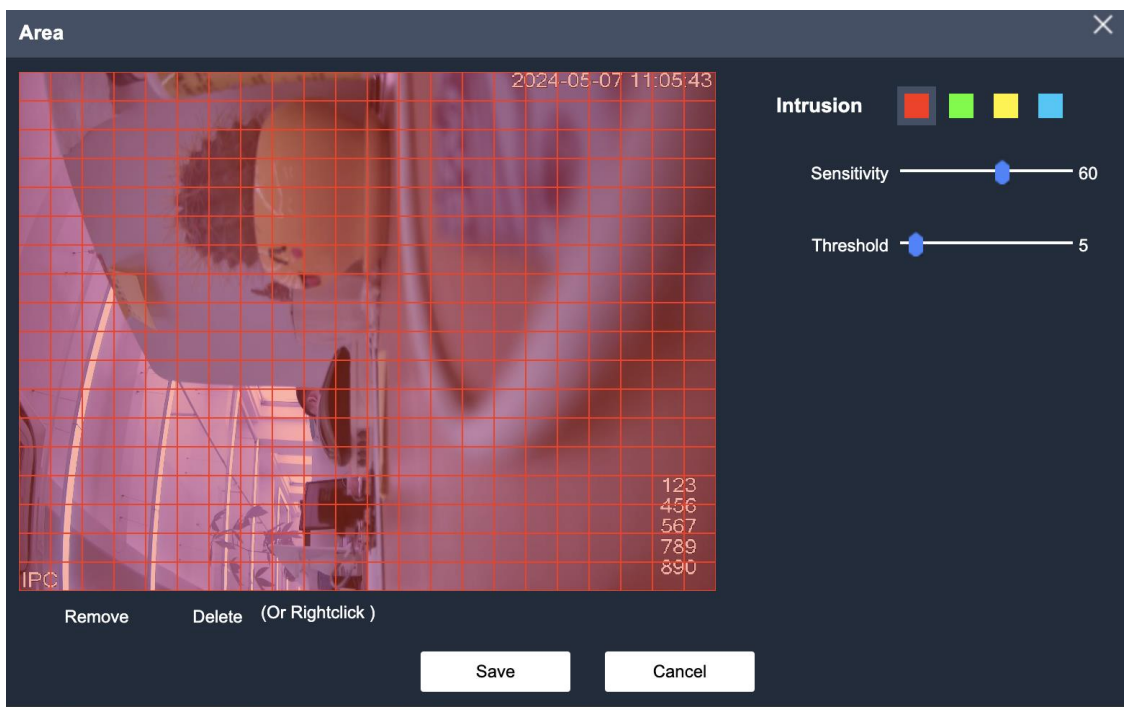 Area
2024-05-07 11:05:43
Intrusion
Sensitivity 60
Threshold 5
123
456
567
789
890
IPC
Remove Delete (Or Rightclick )
Save Cancel